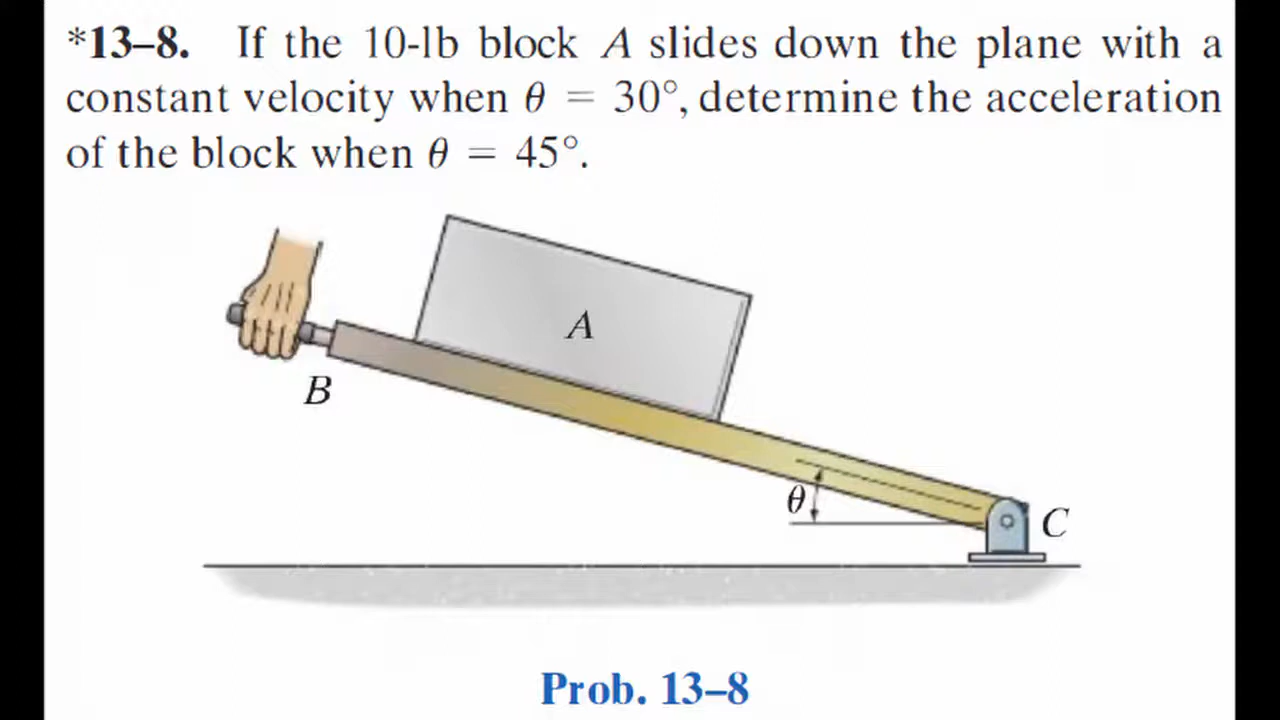 *13–8. If the 10-lb block A slides down the plane with a
constant velocity when θ = 30°, determine the acceleration
of the block when θ = 45°.
A
B
θ
C
Prob. 13–8